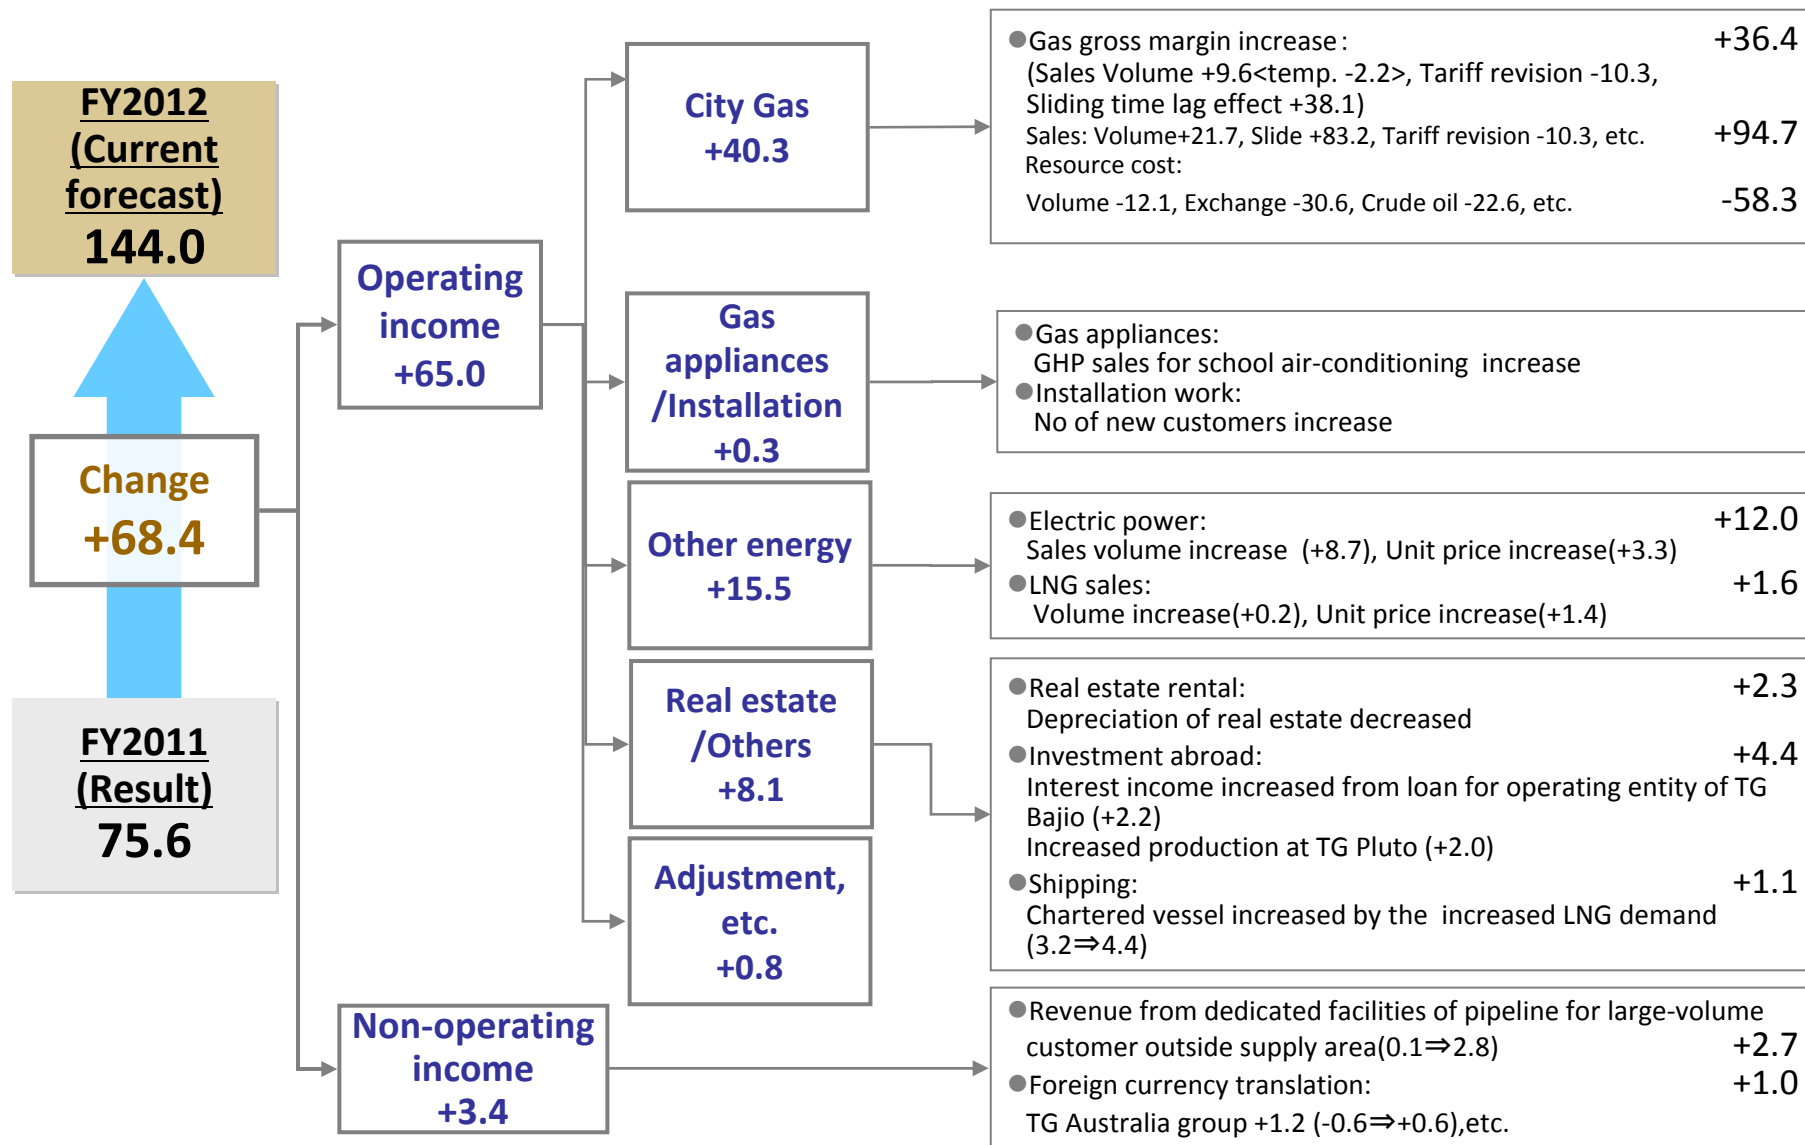 FY2012
(Current
forecast)
144.0
Change
+68.4
FY2011
(Result)
75.6
Operating
income
+65.0
Non-operating
income
+3.4
City Gas
+40.3
Gas
appliances
/Installation
+0.3
Other energy
+15.5
Real estate
/Others
+8.1
Adjustment,
etc.
+0.8
●Gas gross margin increase: +36.4
(Sales Volume +9.6<temp. -2.2>, Tariff revision -10.3,
Sliding time lag effect +38.1)
Sales: Volume+21.7, Slide +83.2, Tariff revision -10.3, etc. +94.7
Resource cost:
Volume -12.1, Exchange -30.6, Crude oil -22.6, etc. -58.3
●Gas appliances:
GHP sales for school air-conditioning increase
●Installation work:
No of new customers increase
●Electric power: +12.0
Sales volume increase (+8.7), Unit price increase(+3.3)
●LNG sales: +1.6
Volume increase(+0.2), Unit price increase(+1.4)
●Real estate rental: +2.3
Depreciation of real estate decreased
●Investment abroad: +4.4
Interest income increased from loan for operating entity of TG
Bajio (+2.2)
Increased production at TG Pluto (+2.0)
●Shipping: +1.1
Chartered vessel increased by the increased LNG demand
(3.2⇒4.4)
●Revenue from dedicated facilities of pipeline for large-volume
customer outside supply area(0.1⇒2.8) +2.7
●Foreign currency translation: +1.0
TG Australia group +1.2 (-0.6⇒+0.6),etc.